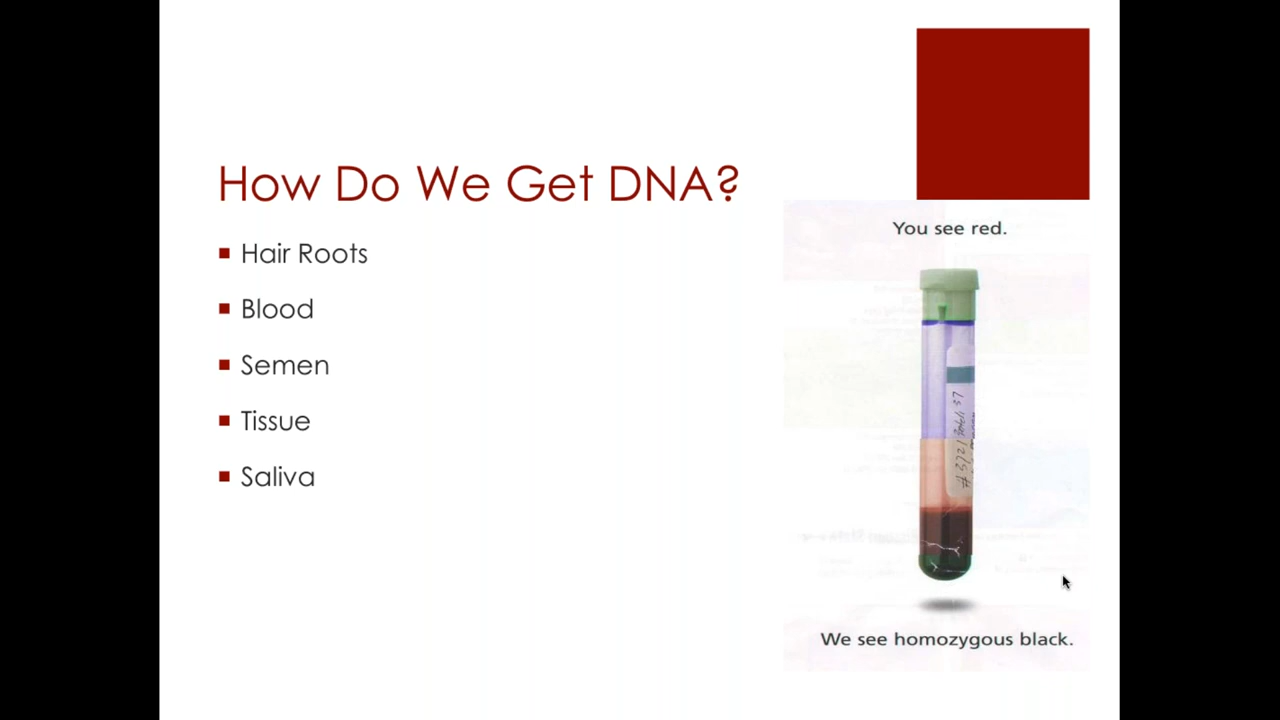 How Do We Get DNA?
Hair Roots
Blood
Semen
Tissue
Saliva
You see red.
We see homozygous black.